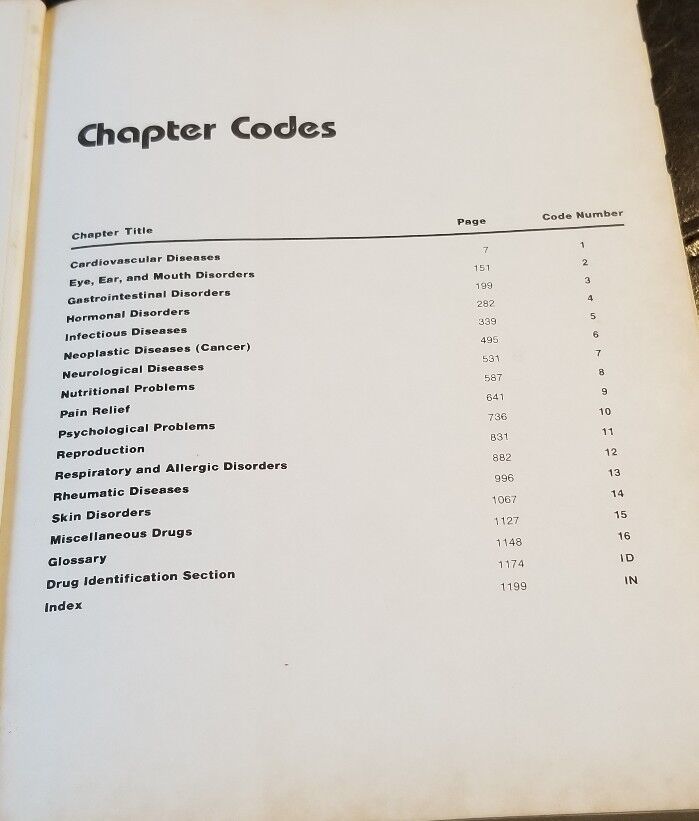 Chapter Codes
Chapter Title Page Code Number
Cardiovascular Diseases 7 1
Eye, Ear, and Mouth Disorders 151 2
Gastrointestinal Disorders 199 3
Hormonal Disorders 282 4
Infectious Diseases 339 5
Neoplastic Diseases (Cancer) 495 6
Neurological Diseases 531 7
Nutritional Problems 587 8
Pain Relief 641 9
Psychological Problems 736 10
Reproduction 831 11
Respiratory and Allergic Disorders 882 12
Rheumatic Diseases 996 13
Skin Disorders 1067 14
Miscellaneous Drugs 1127 15
Glossary 1148 16
Drug Identification Section 1174 ID
Index 1199 IN